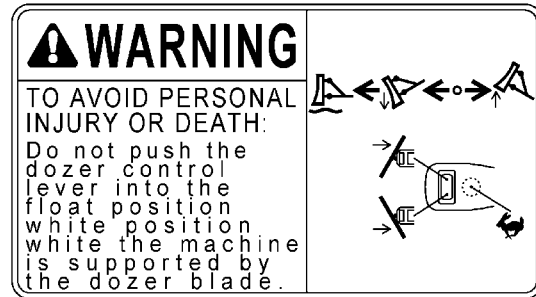 WARNING
TO AVOID PERSONAL
INJURY OR DEATH:
Do not push the
dozer control
lever into the
float position
white position
white the machine
is supported by
the dozer blade.